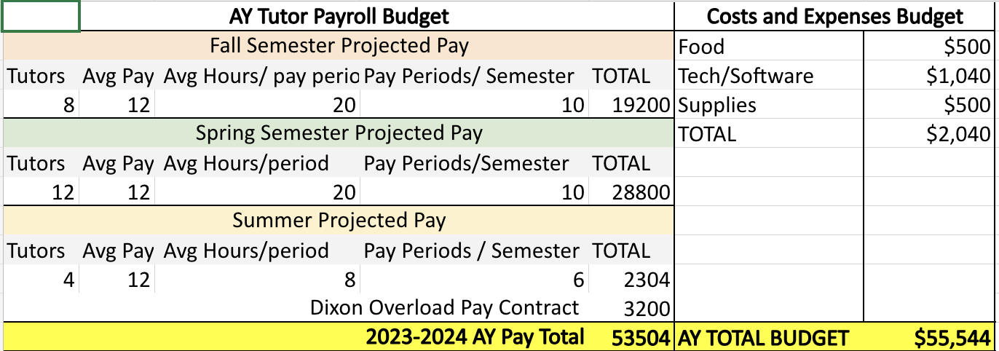 AY Tutor Payroll Budget Costs and Expenses Budget
Fall Semester Projected Pay Food $500
Tutors Avg Pay Avg Hours/ pay perio Pay Periods/ Semester TOTAL Tech/Software $1,040
8 12 20 10 19200 Supplies $500
Spring Semester Projected Pay TOTAL $2,040
Tutors Avg Pay Avg Hours/period Pay Periods/Semester TOTAL
12 12 20 10 28800
Summer Projected Pay
Tutors Avg Pay Avg Hours/period Pay Periods / Semester TOTAL
4 12 8 6 2304
Dixon Overload Pay Contract 3200
2023-2024 AY Pay Total 53504 AY TOTAL BUDGET $55,544